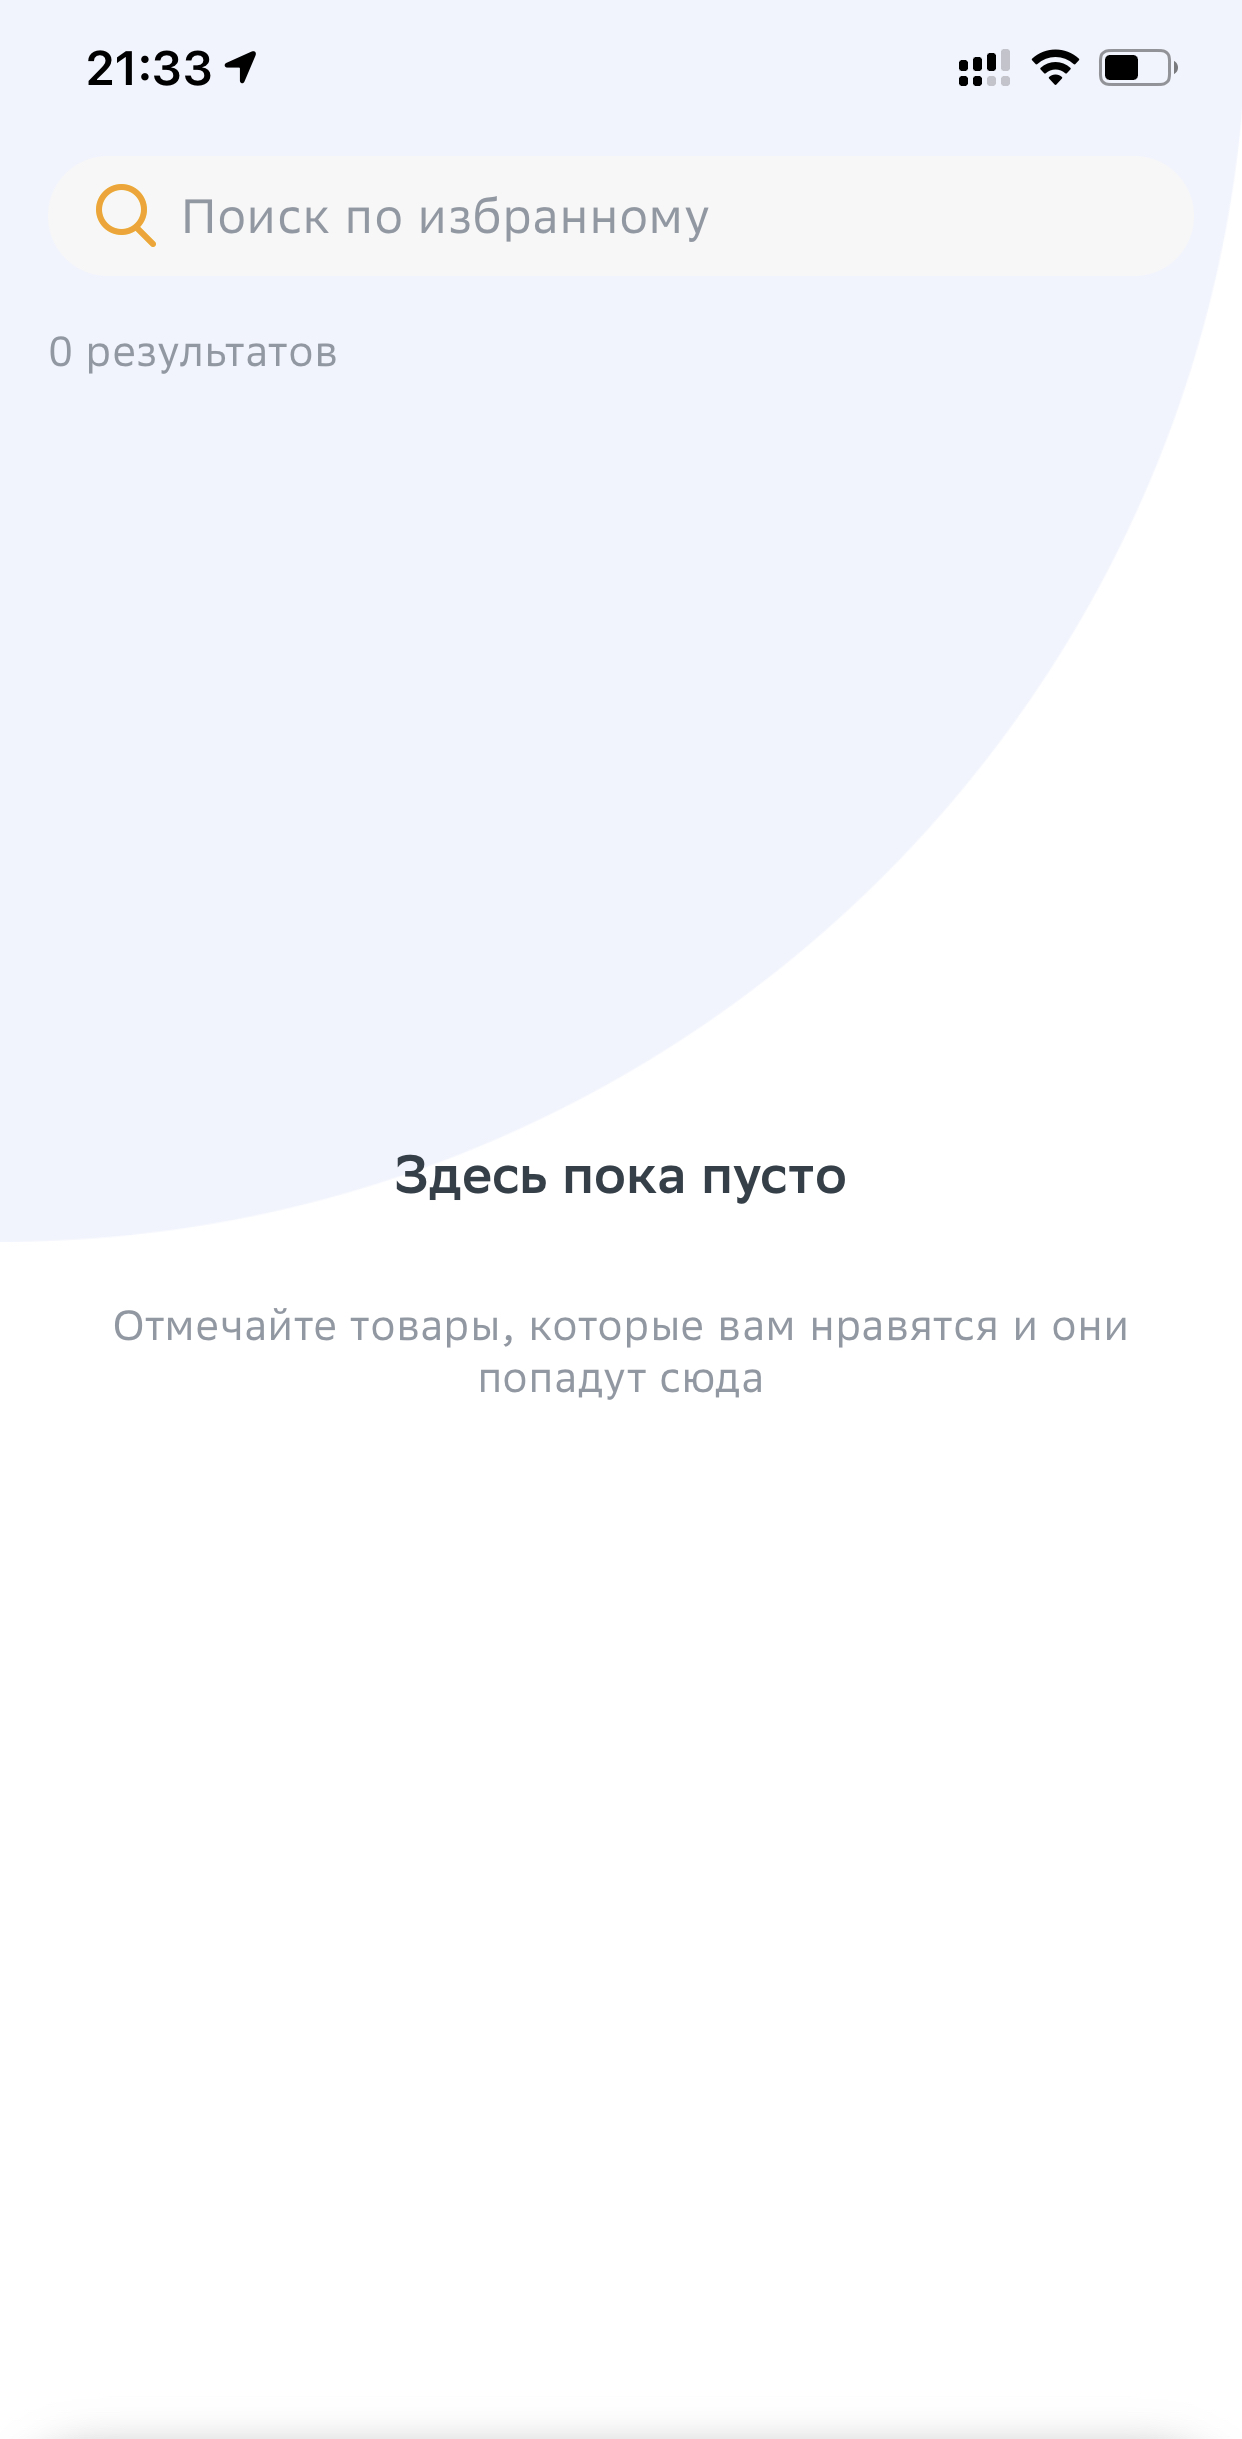 21:33
Поиск по избранному
0 результатов
Здесь пока пусто
Отмечайте товары, которые вам нравятся и они
попадут сюда